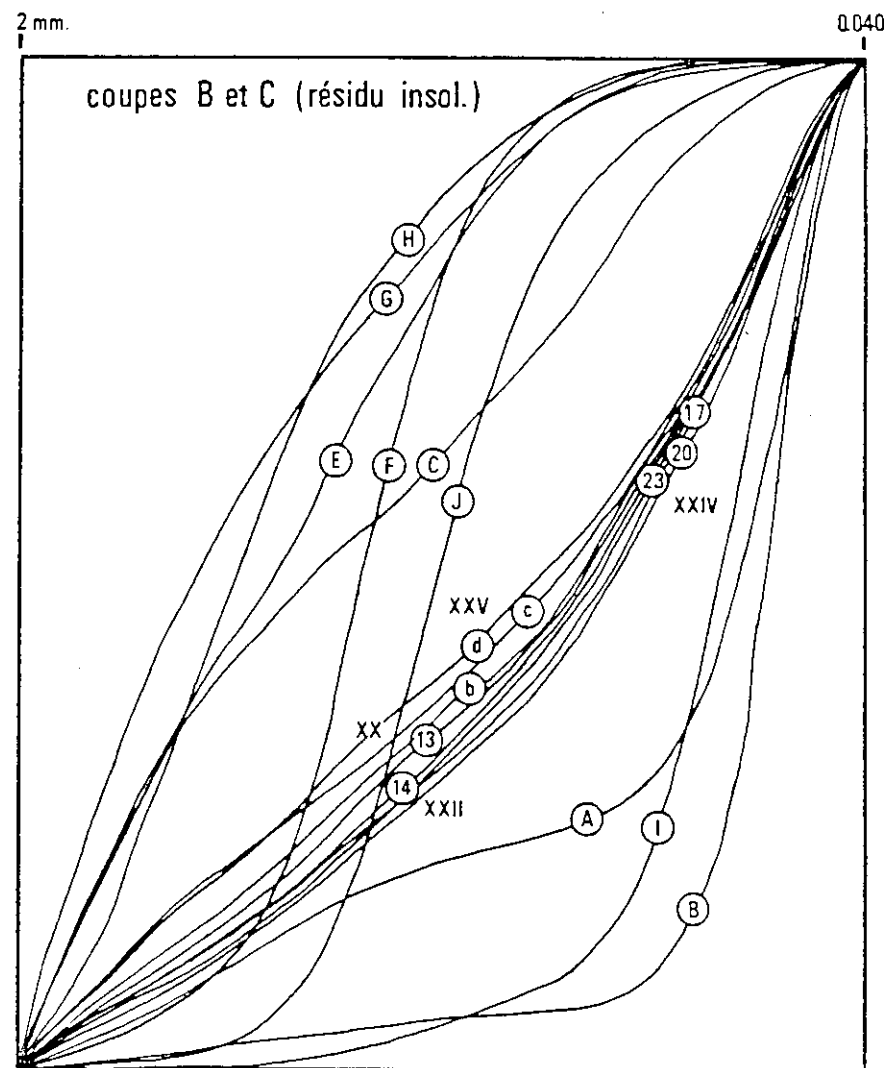 2 mm. 0.040
coupes B et C (résidu insol.)
H
G
17
E F C 20
23
J XXIV
XXV c
d
b
XX 13
14 XXII
A I
B